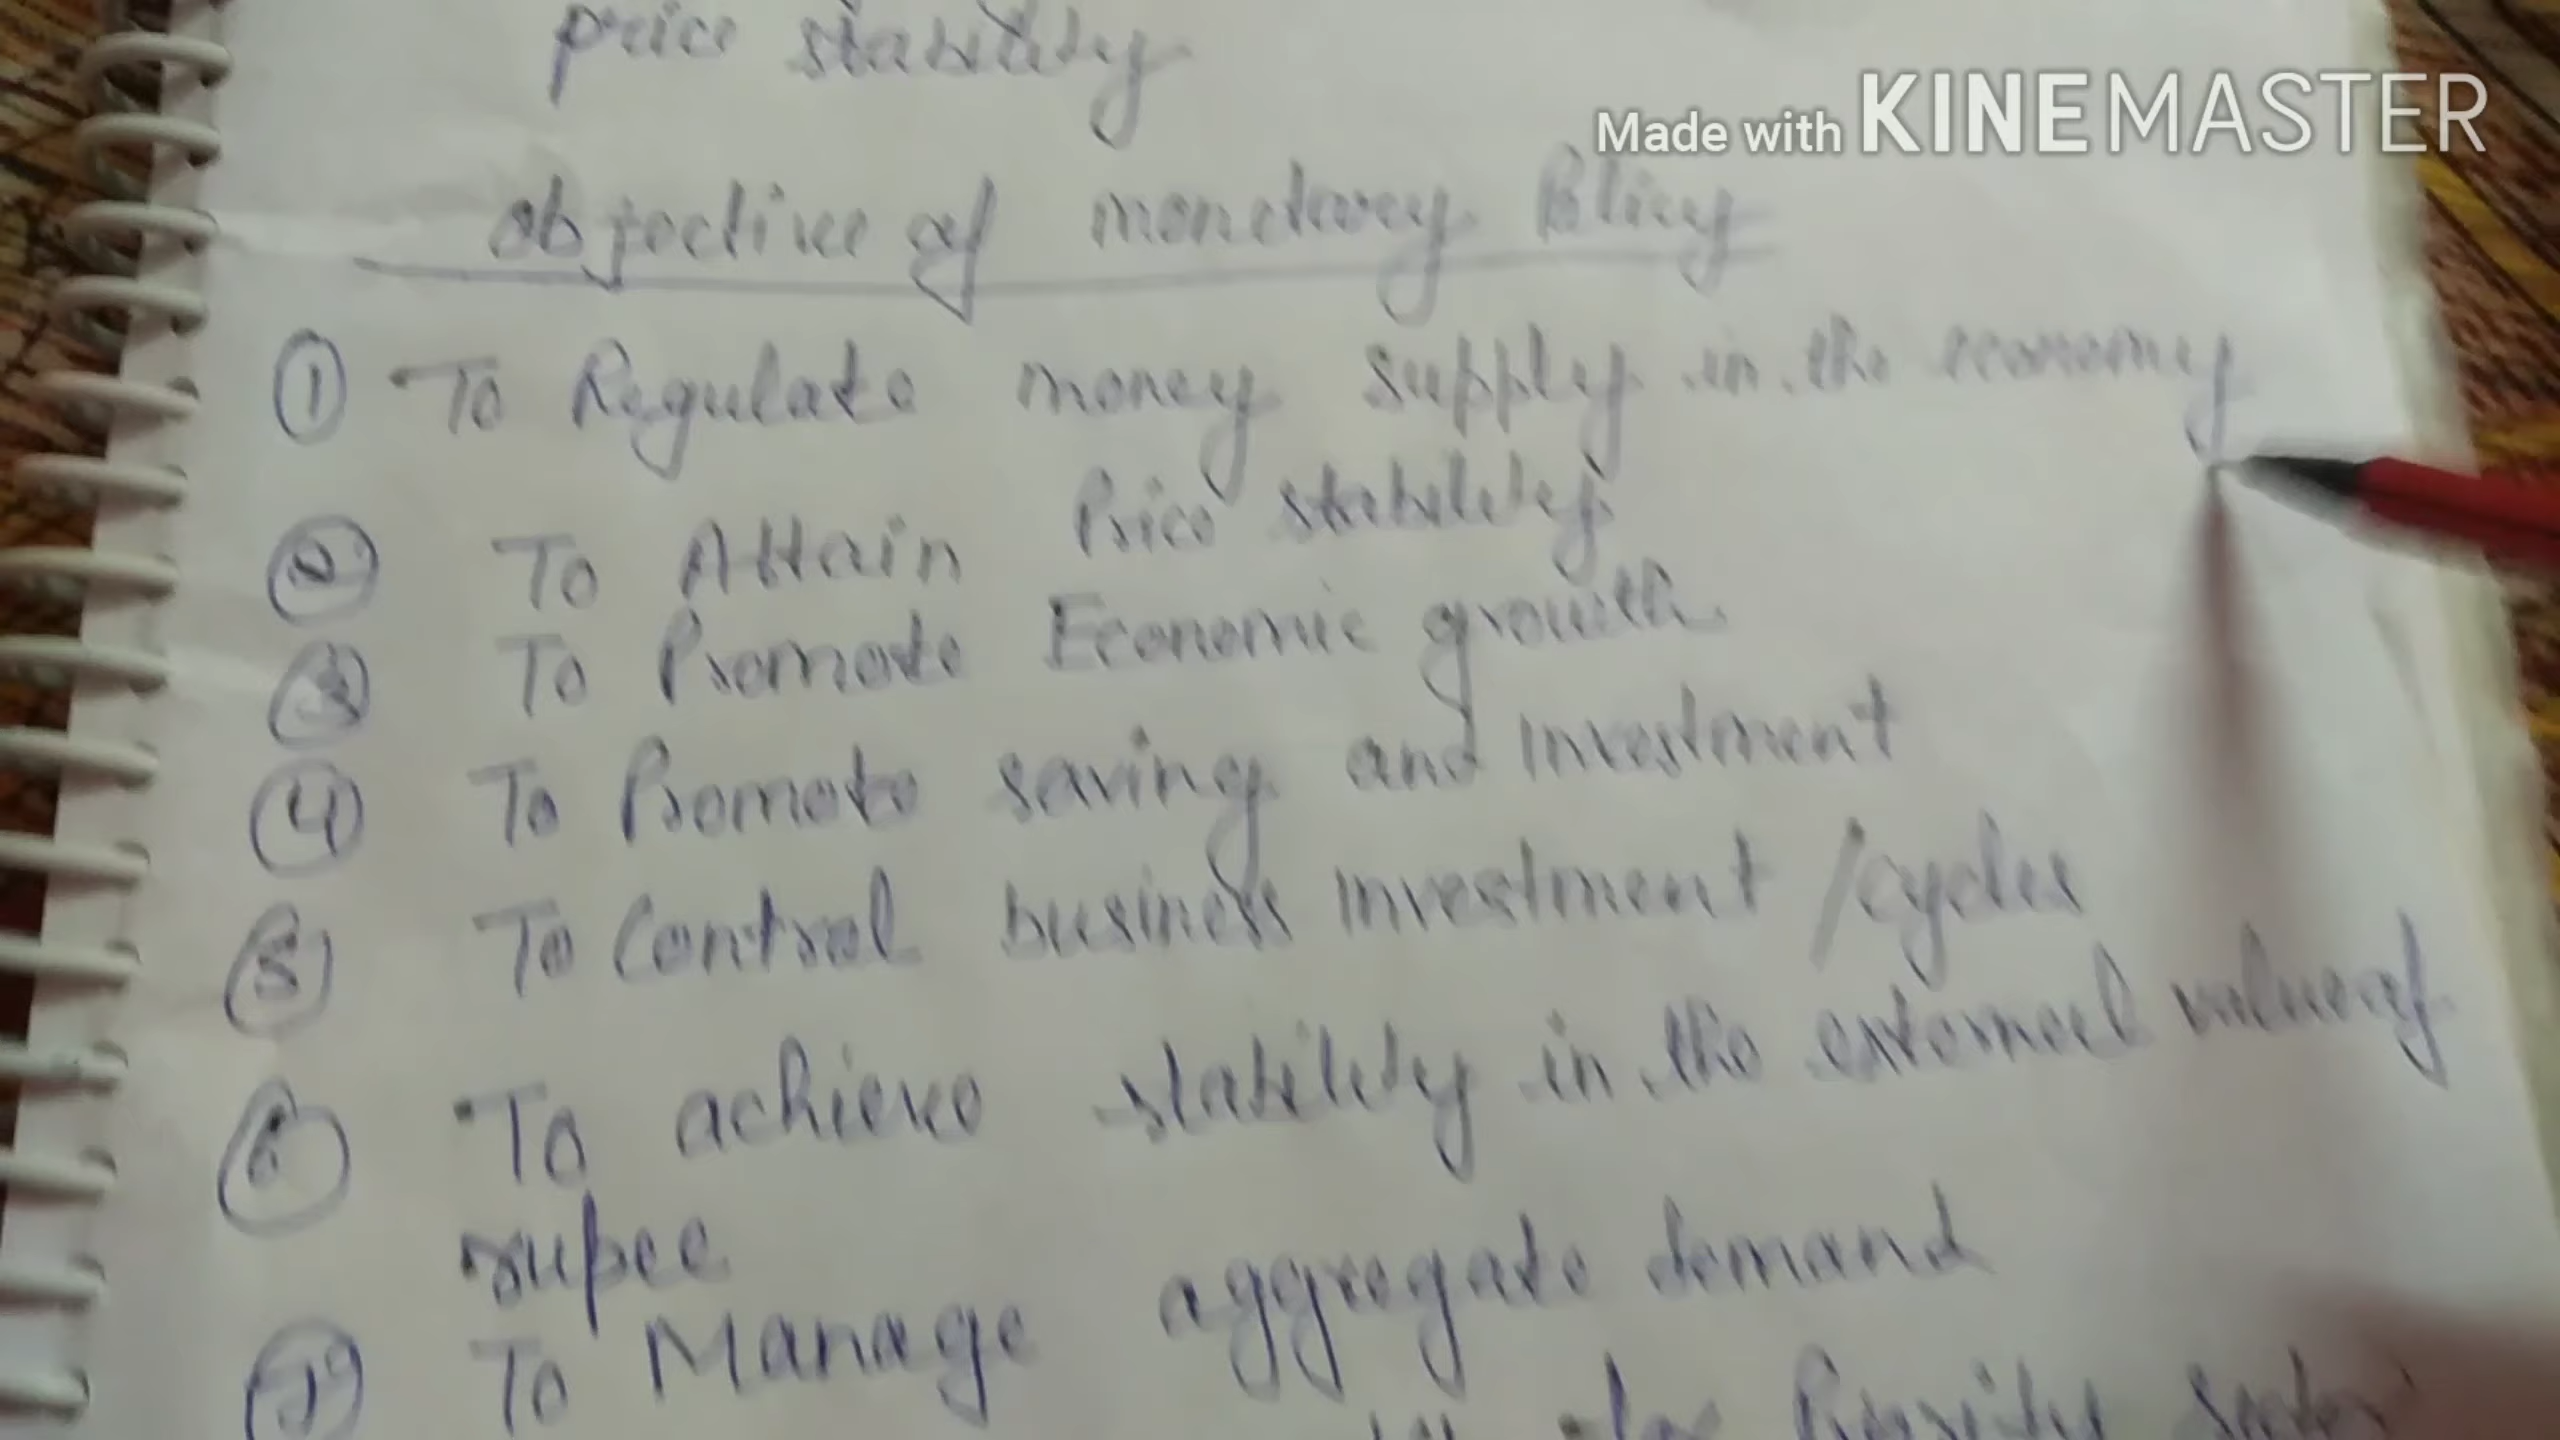 price stability
Made with KINEMASTER
objective of monetary Policy
① To Regulate money supply in the economy
② To Attain Price stability
③ To Promote Economic growth
④ To Promote saving and investment
⑤ To Control business investment / cycles
⑥ To achieve stability in the external value of
rupee
⑦ To Manage aggregate demand
Priority sector